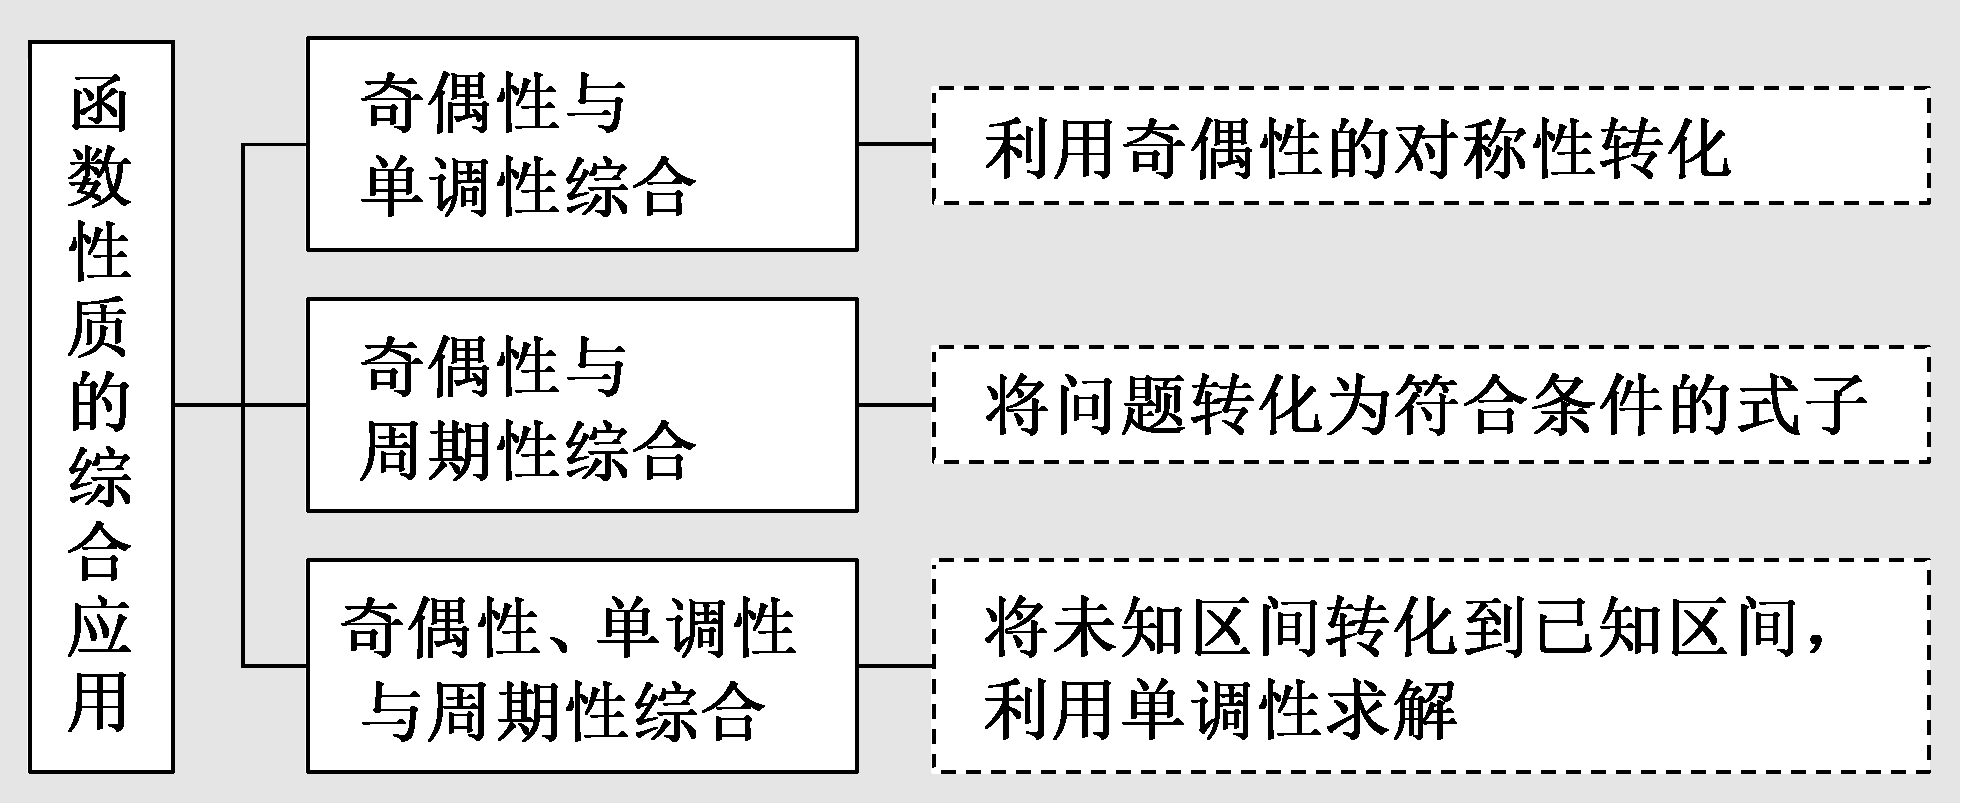 函数性质的综合应用
奇偶性与
单调性综合
利用奇偶性的对称性转化
奇偶性与
周期性综合
将问题转化为符合条件的式子
奇偶性、单调性
与周期性综合
将未知区间转化到已知区间，
利用单调性求解